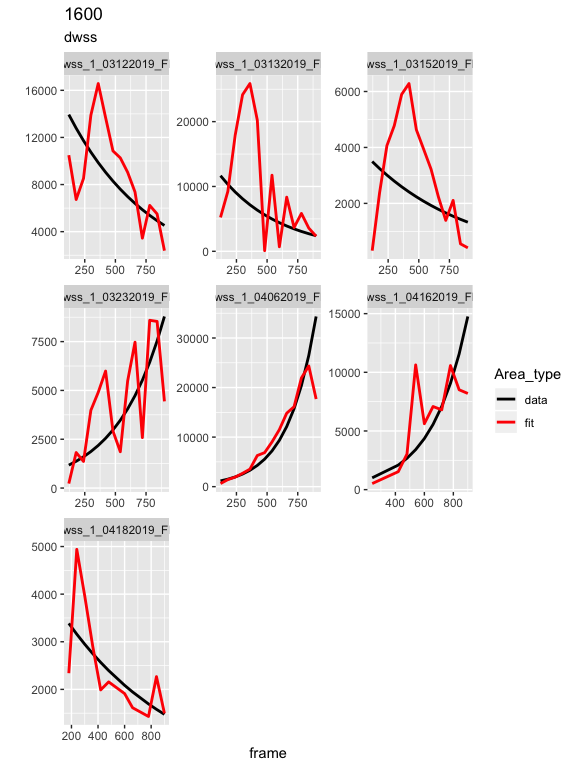 1600
dwss
wss_1_03122019_F
wss_1_03132019_F
wss_1_03152019_F
16000
12000
8000
4000
20000
10000
0
6000
4000
2000
250 500 750
250 500 750
250 500 750
wss_1_03232019_F
wss_1_04062019_F
wss_1_04162019_F
7500
5000
2500
0
30000
20000
10000
0
15000
10000
5000
0
250 500 750
250 500 750
400 600 800
wss_1_04182019_F
5000
4000
3000
2000
200 400 600 800
frame
Area_type
data
fit